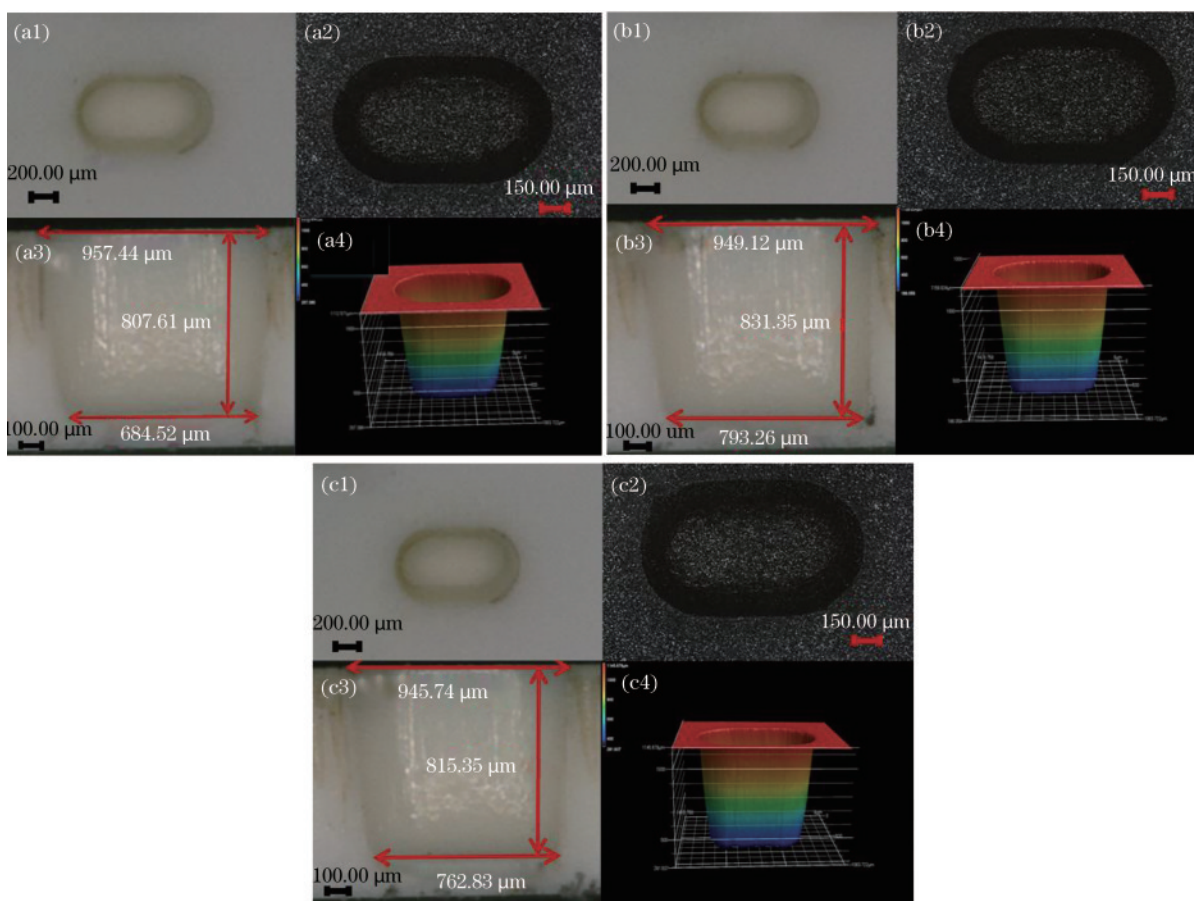 (a1)
200.00 μm
(a2)
150.00 μm
(a3)
957.44 μm
807.61 μm
684.52 μm
100.00 μm
(a4)
(b1)
200.00 μm
(b2)
150.00 μm
(b3)
949.12 μm
831.35 μm
793.26 μm
100.00 um
(b4)
(c1)
200.00 μm
(c2)
150.00 μm
(c3)
945.74 μm
815.35 μm
762.83 μm
100.00 μm
(c4)